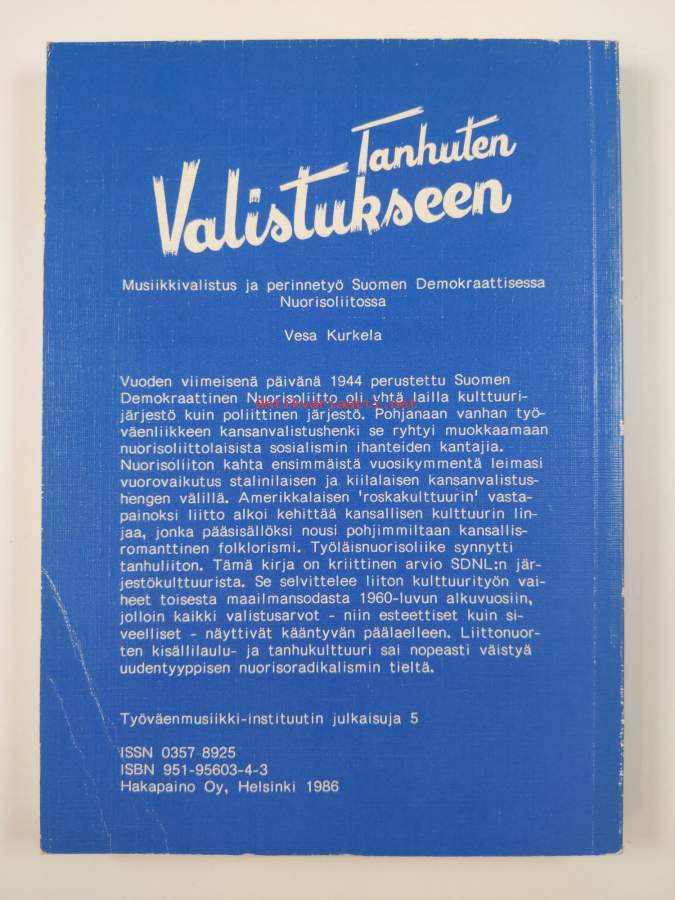 Tanhuten
Valistukseen
Musiikkivalistus ja perinnetyö Suomen Demokraattisessa
Nuorisoliitossa
Vesa Kurkela
Vuoden viimeisenä päivänä 1944 perustettu Suomen
Demokraattinen Nuorisoliitto oli yhtä lailla kulttuuri-
Antikvariaatti.net
järjestö kuin poliittinen järjestö. Pohjanaan vanhan työ-
väenliikkeen kansanvalistushenki se ryhtyi muokkaamaan
nuorisoliittolaisista sosialismin ihanteiden kantajia.
Nuorisoliiton kahta ensimmäistä vuosikymmentä leimasi
vuorovaikutus stalinilaisen ja kiilalaisen kansanvalistus-
hengen välillä. Amerikkalaisen 'roskakulttuurin' vasta-
painoksi liitto alkoi kehittää kansallisen kulttuurin lin-
jaa, jonka pääsisällöksi nousi pohjimmiltaan kansallis-
romanttinen folklorismi. Työläisnuorisoliike synnytti
tanhuliiton. Tämä kirja on kriittinen arvio SDNL:n jär-
jestökulttuurista. Se selvittelee liiton kulttuurityön vai-
heet toisesta maailmansodasta 1960-luvun alkuvuosiin,
jolloin kaikki valistusarvot - niin esteettiset kuin si-
veelliset - näyttivät kääntyvän päälaelleen. Liittonuor-
ten kisällilaulu- ja tanhukulttuuri sai nopeasti väistyä
uudentyyppisen nuorisoradikalismin tieltä.
Työväenmusiikki-instituutin julkaisuja 5
ISSN 0357-8925
ISBN 951-95603-4-3
Hakapaino Oy, Helsinki 1986